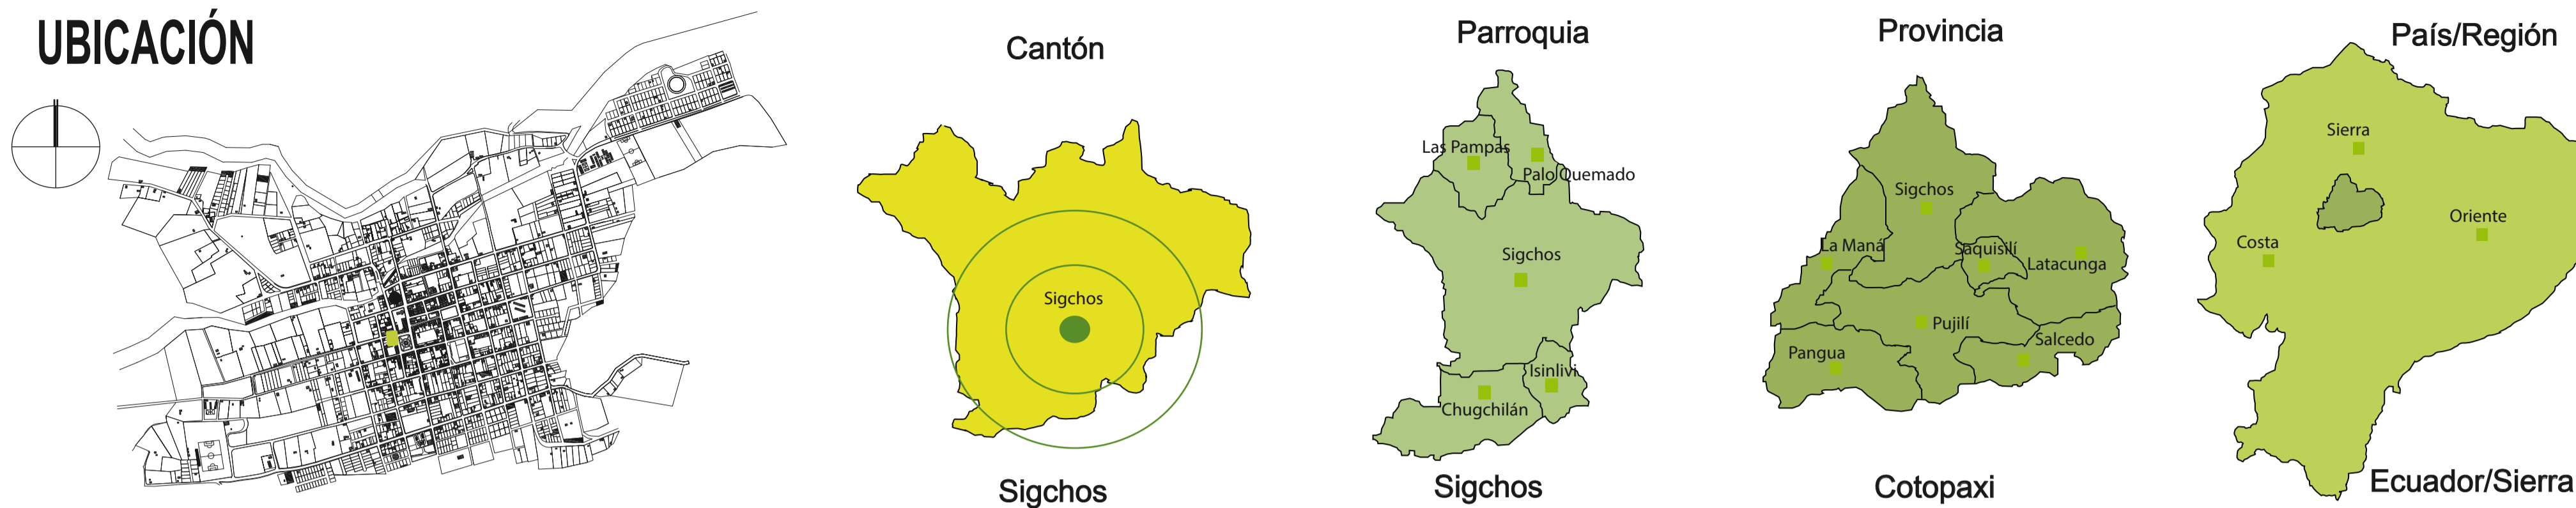 UBICACIÓN
Cantón
Sigchos
Sigchos
Parroquia
Las Pampas
Palo Quemado
Sigchos
Isinlivi
Chugchilán
Sigchos
Provincia
Sigchos
La Maná
Saquisilí
Latacunga
Pujilí
Salcedo
Pangua
Cotopaxi
País/Región
Sierra
Oriente
Costa
Ecuador/Sierra